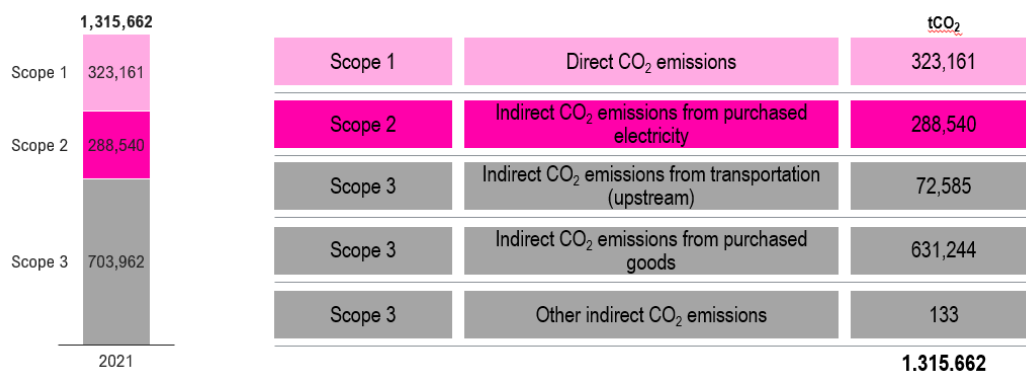 1,315,662
Scope 1 323,161
Scope 2 288,540
Scope 3 703,962
2021
tCO₂
Scope 1 Direct CO₂ emissions 323,161
Scope 2 Indirect CO₂ emissions from purchased
electricity 288,540
Scope 3 Indirect CO₂ emissions from transportation
(upstream) 72,585
Scope 3 Indirect CO₂ emissions from purchased
goods 631,244
Scope 3 Other indirect CO₂ emissions 133
1.315.662